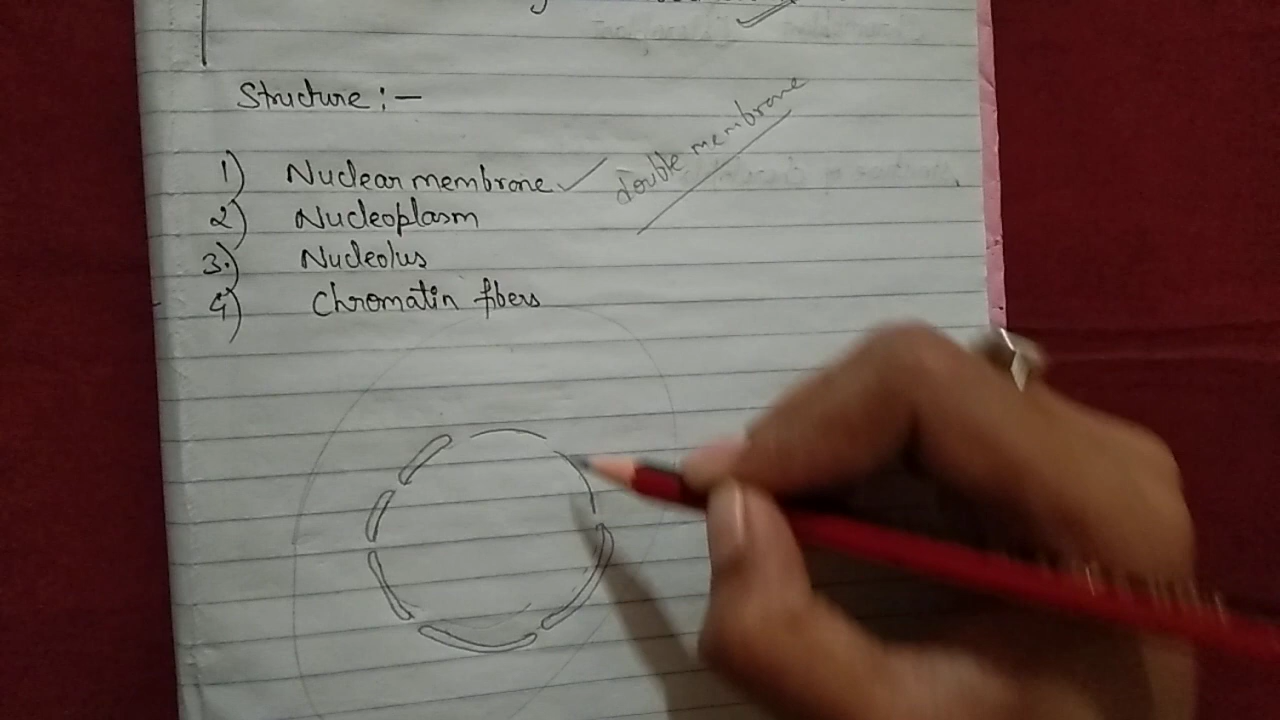 Structure :-
1) Nuclear membrane ✓ double membrane
2) Nucleoplasm
3.) Nucleolus
4) Chromatin fibers